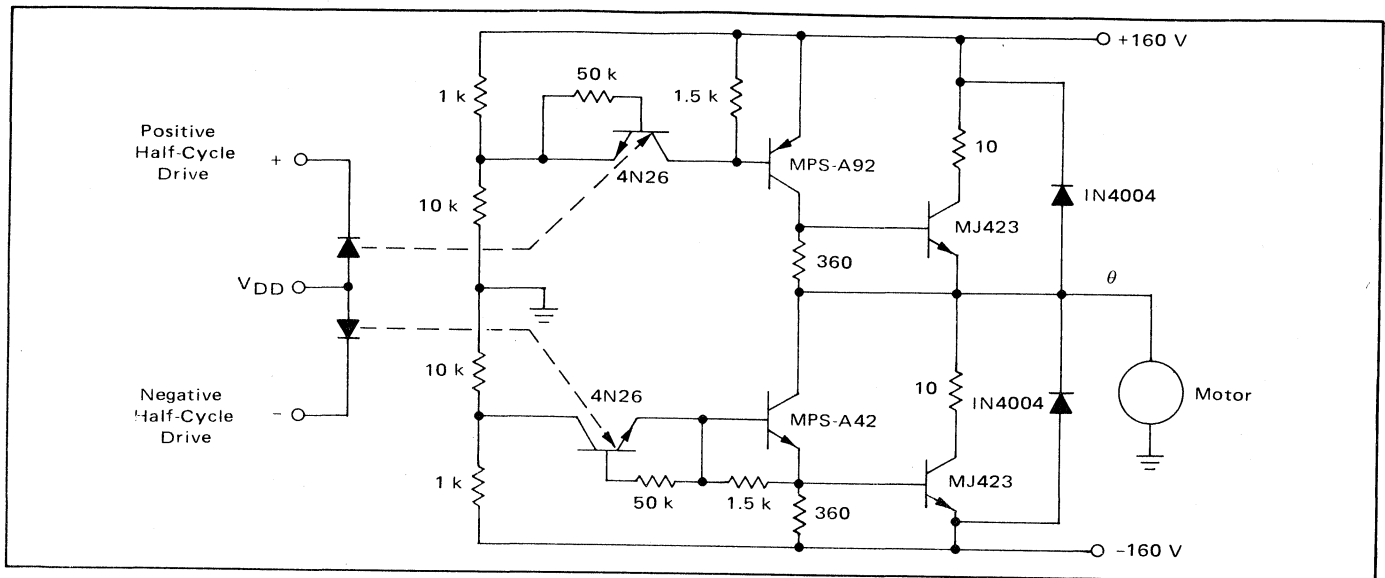 +160 V
50 k
1 k
1.5 k
Positive
Half-Cycle
Drive
+
10
MPS-A92
4N26
IN4004
10 k
MJ423
360
θ
VDD
10 k
4N26
10
Negative
Half-Cycle
Drive
−
IN4004
Motor
MPS-A42
1 k
MJ423
50 k
1.5 k
360
−160 V